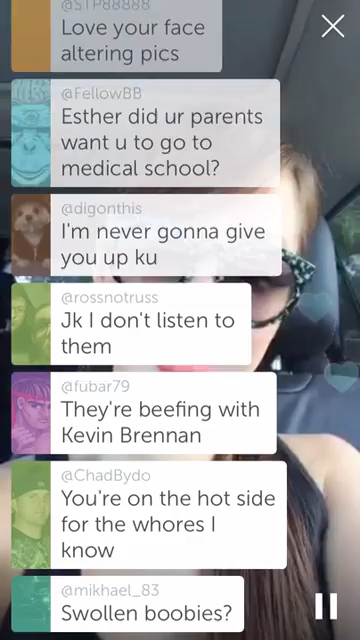 @STP88888
Love your face
altering pics
@FellowBB
Esther did ur parents
want u to go to
medical school?
@digonthis
I'm never gonna give
you up ku
@rossnotruss
Jk I don't listen to
them
@fubar79
They're beefing with
Kevin Brennan
@ChadBydo
You're on the hot side
for the whores I
know
@mikhael_83
Swollen boobies?